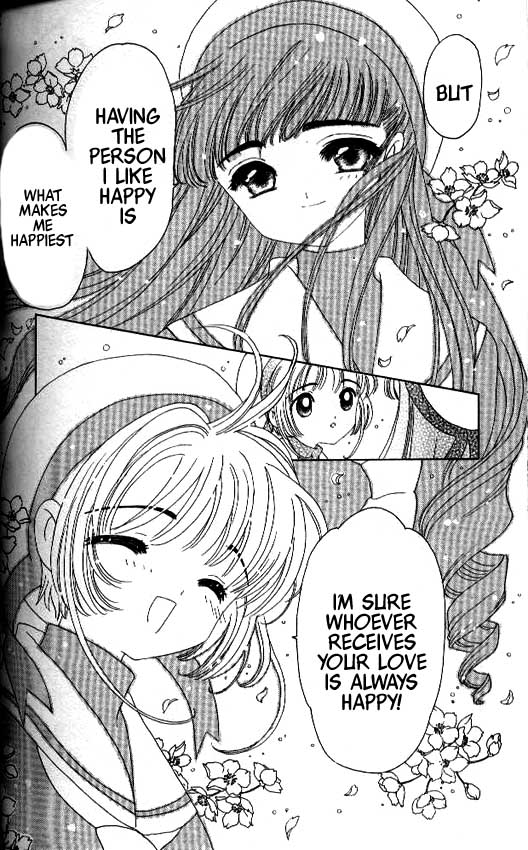 BUT
HAVING
THE
PERSON
I LIKE
HAPPY
IS
WHAT
MAKES
ME
HAPPIEST
IM SURE
WHOEVER
RECEIVES
YOUR LOVE
IS ALWAYS
HAPPY!